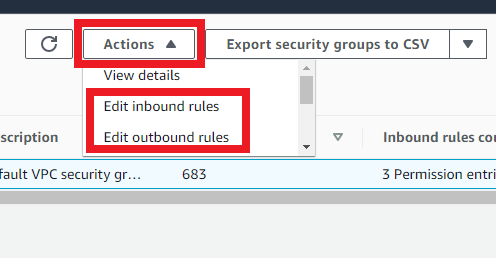 Actions ▲ Export security groups to CSV ▼
View details
Edit inbound rules
Edit outbound rules
scription ▽ Inbound rules co
fault VPC security gr… 683 3 Permission entri